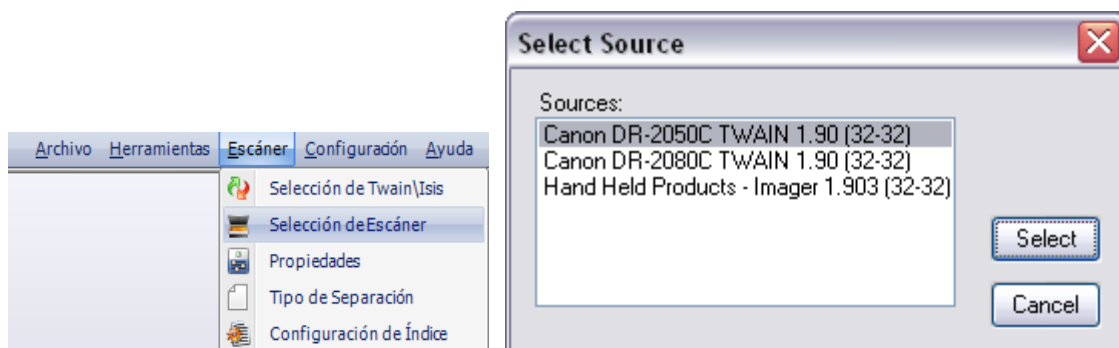 Archivo Herramientas Escáner Configuración Ayuda
Selección de Twain\Isis
Selección de Escáner
Propiedades
Tipo de Separación
Configuración de Índice
Select Source
Sources:
Canon DR-2050C TWAIN 1.90 (32-32)
Canon DR-2080C TWAIN 1.90 (32-32)
Hand Held Products - Imager 1.903 (32-32)
Select
Cancel